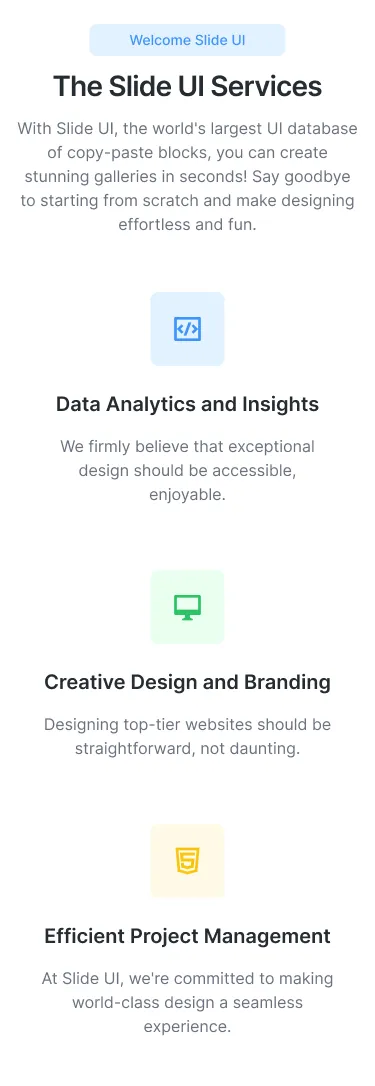 Welcome Slide UI
The Slide UI Services
With Slide UI, the world's largest UI database
of copy-paste blocks, you can create
stunning galleries in seconds! Say goodbye
to starting from scratch and make designing
effortless and fun.
Data Analytics and Insights
We firmly believe that exceptional
design should be accessible,
enjoyable.
Creative Design and Branding
Designing top-tier websites should be
straightforward, not daunting.
Efficient Project Management
At Slide UI, we're committed to making
world-class design a seamless
experience.